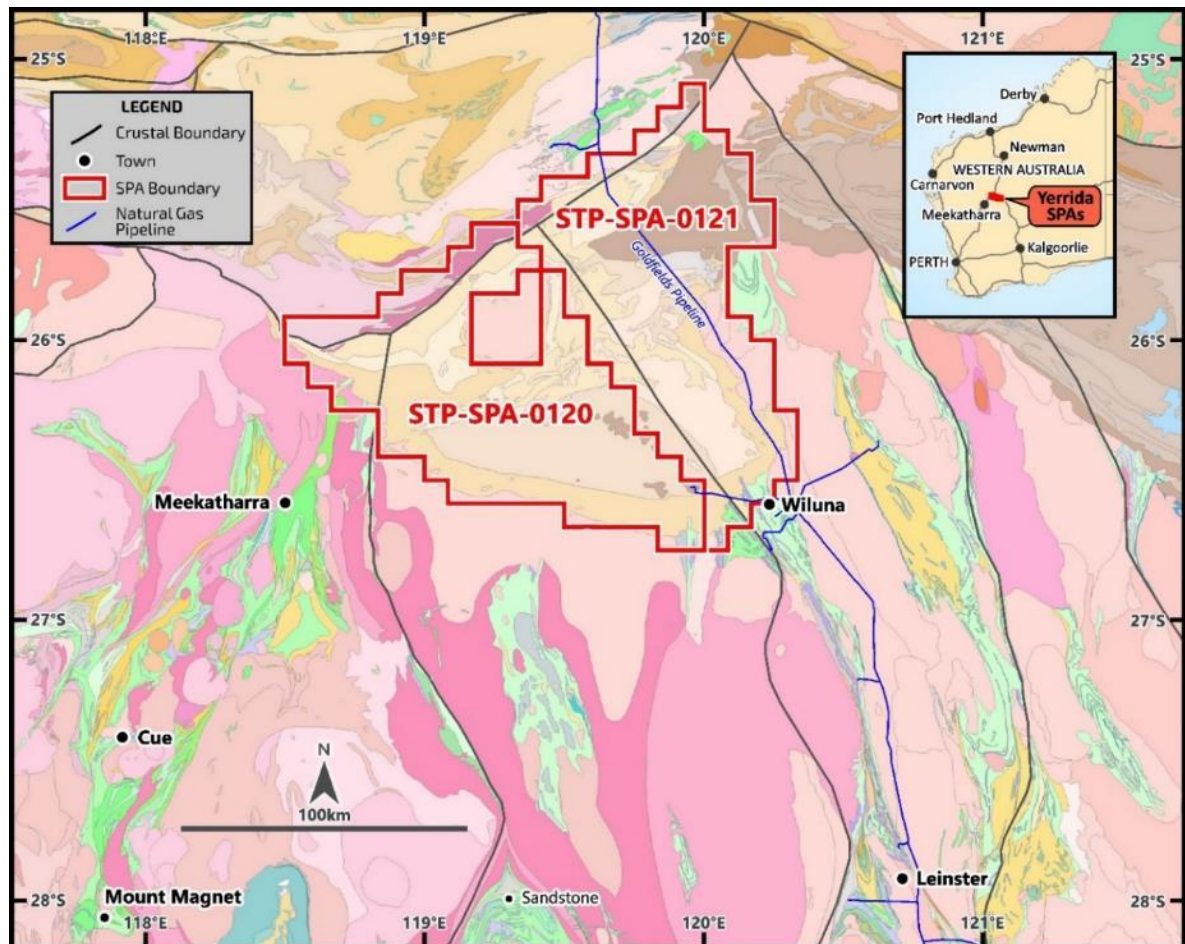 118°E
119°E
120°E
121°E
25°S
25°S
LEGEND
Crustal Boundary
Town
SPA Boundary
Natural Gas
Pipeline
Derby
Port Hedland
Newman
WESTERN AUSTRALIA
Carnarvon
Meekatharra
Yerrida
SPAs
Kalgoorlie
PERTH
STP-SPA-0121
Goldfields Pipeline
26°S
26°S
STP-SPA-0120
Meekatharra
Wiluna
27°S
27°S
Cue
N
100km
Leinster
Mount Magnet
Sandstone
28°S
28°S
118°E
119°E
120°E
121°E